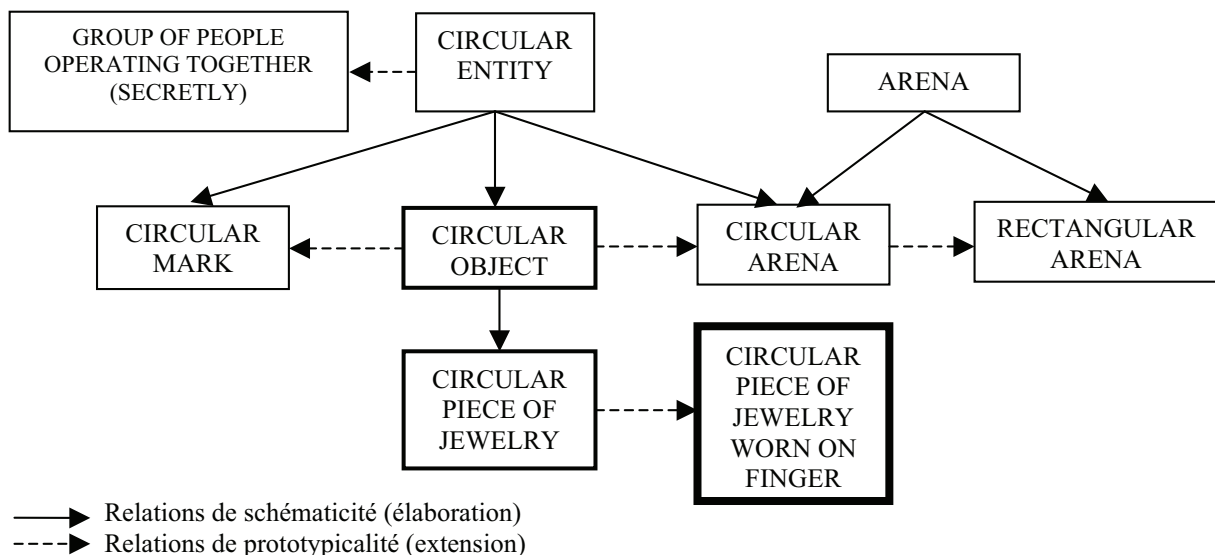 GROUP OF PEOPLE
OPERATING TOGETHER
(SECRETLY)
CIRCULAR
ENTITY
ARENA
CIRCULAR
MARK
CIRCULAR
OBJECT
CIRCULAR
ARENA
RECTANGULAR
ARENA
CIRCULAR
PIECE OF
JEWELRY
CIRCULAR
PIECE OF
JEWELRY
WORN ON
FINGER
Relations de schématicité (élaboration)
Relations de prototypicalité (extension)